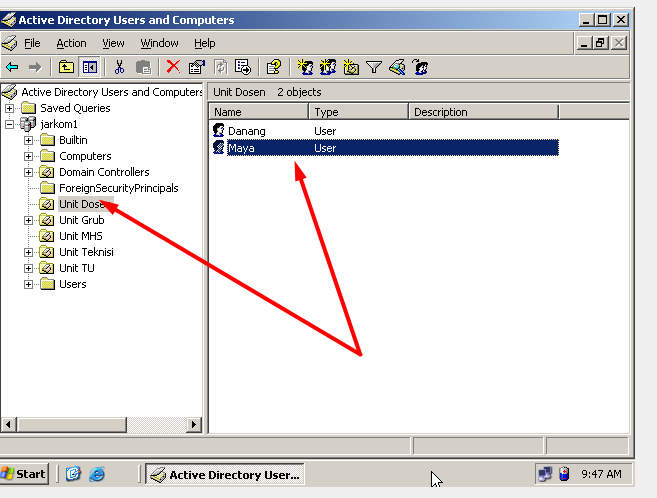 Active Directory Users and Computers
File Action View Window Help
Active Directory Users and Computers
Saved Queries
jarkom1
Builtin
Computers
Domain Controllers
ForeignSecurityPrincipals
Unit Dosen
Unit Grub
Unit MHS
Unit Teknisi
Unit TU
Users
Unit Dosen 2 objects
Name Type Description
Danang User
Maya User
Start
Active Directory User...
9:47 AM